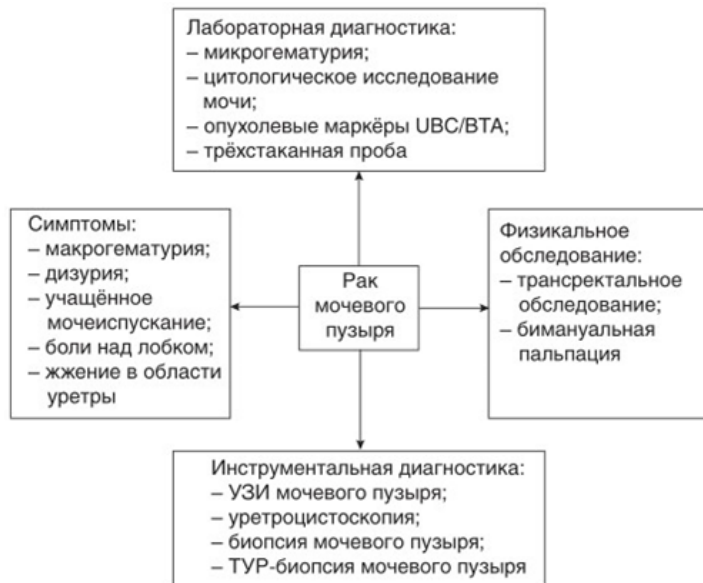 Лабораторная диагностика:
– микрогематурия;
– цитологическое исследование
мочи;
– опухолевые маркёры UBC/BTA;
– трёхстаканная проба
Симптомы:
– макрогематурия;
– дизурия;
– учащённое
мочеиспускание;
– боли над лобком;
– жжение в области
уретры
Рак
мочевого
пузыря
Физикальное
обследование:
– трансректальное
обследование;
– бимануальная
пальпация
Инструментальная диагностика:
– УЗИ мочевого пузыря;
– уретроцистоскопия;
– биопсия мочевого пузыря;
– ТУР-биопсия мочевого пузыря